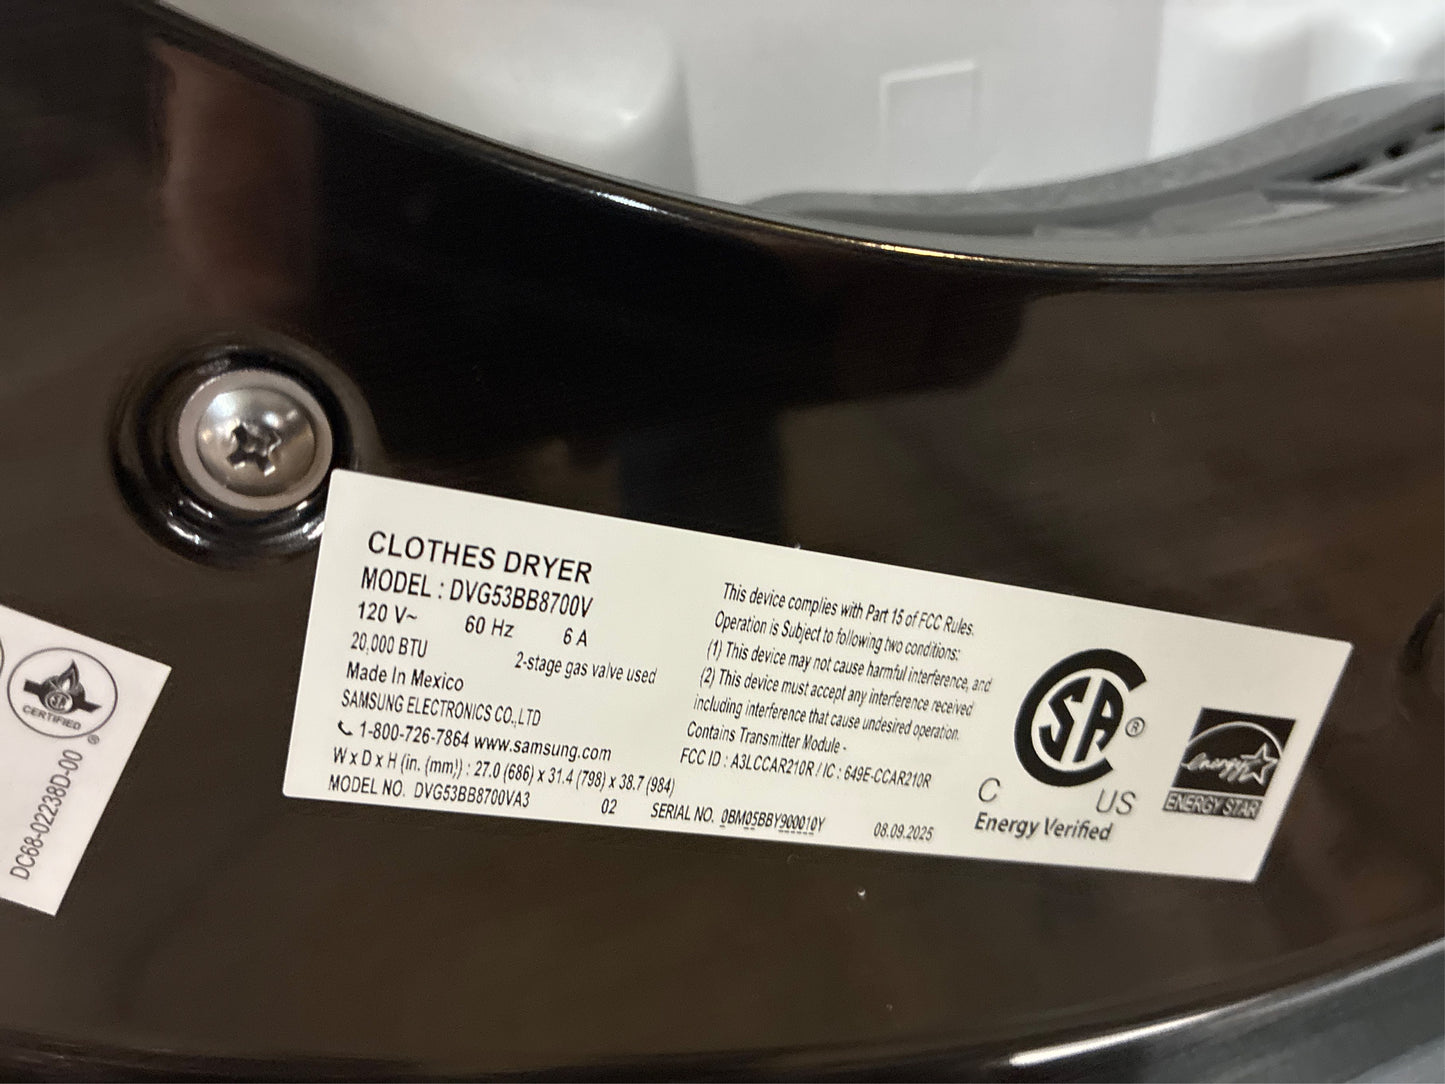 CLOTHES DRYER
MODEL : DVG53BB8700V
120 V~ 60 Hz 6 A
20,000 BTU 2-stage gas valve used
Made In Mexico
SAMSUNG ELECTRONICS CO.,LTD
1-800-726-7864 www.samsung.com
W x D x H (in. (mm)) : 27.0 (686) x 31.4 (798) x 38.7 (984)
MODEL NO. DVG53BB8700VA3 02 SERIAL NO. 0BM05BBY900010Y 08.09.2025
This device complies with Part 15 of FCC Rules.
Operation is Subject to following two conditions:
(1) This device may not cause harmful interference, and
(2) This device must accept any interference received
including interference that cause undesired operation.
Contains Transmitter Module -
FCC ID : A3LCCAR210R / IC : 649E-CCAR210R
CSA ®
C US
Energy Verified
energy
ENERGY STAR
SA
CERTIFIED
®
DC68-02238D-00